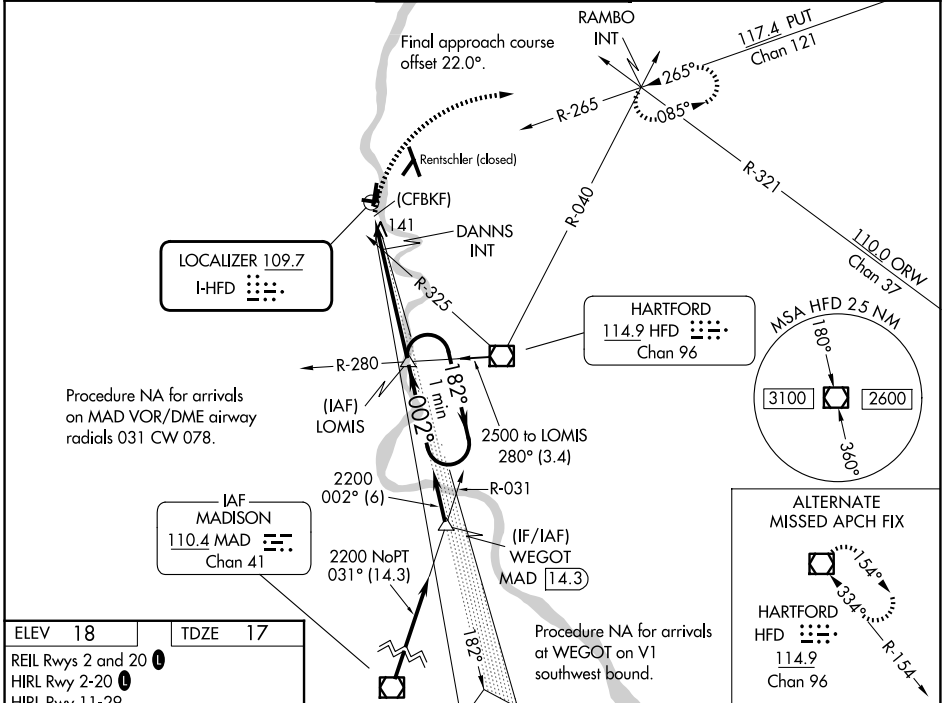 Final approach course
offset 22.0°.
RAMBO
INT
117.4 PUT
Chan 121
265°
085°
R-265
Rentschler (closed)
R-040
R-321
(CFBKF)
141
DANNS
INT
LOCALIZER 109.7
I-HFD
R-325
110.0 ORW
Chan 37
HARTFORD
114.9 HFD
Chan 96
MSA HFD 25 NM
180°
3100
2600
360°
R-280
182°
1 min
002°
Procedure NA for arrivals
on MAD VOR/DME airway
radials 031 CW 078.
(IAF)
LOMIS
2500 to LOMIS
280° (3.4)
2200
002° (6)
R-031
IAF
MADISON
110.4 MAD
Chan 41
(IF/IAF)
WEGOT
MAD 14.3
2200 NoPT
031° (14.3)
ALTERNATE
MISSED APCH FIX
154°
334°
HARTFORD
HFD
114.9
Chan 96
R-154
182°
Procedure NA for arrivals
at WEGOT on V1
southwest bound.
ELEV 18
TDZE 17
REIL Rwys 2 and 20 L
HIRL Rwy 2-20 L
HIRL Rwy 11-29